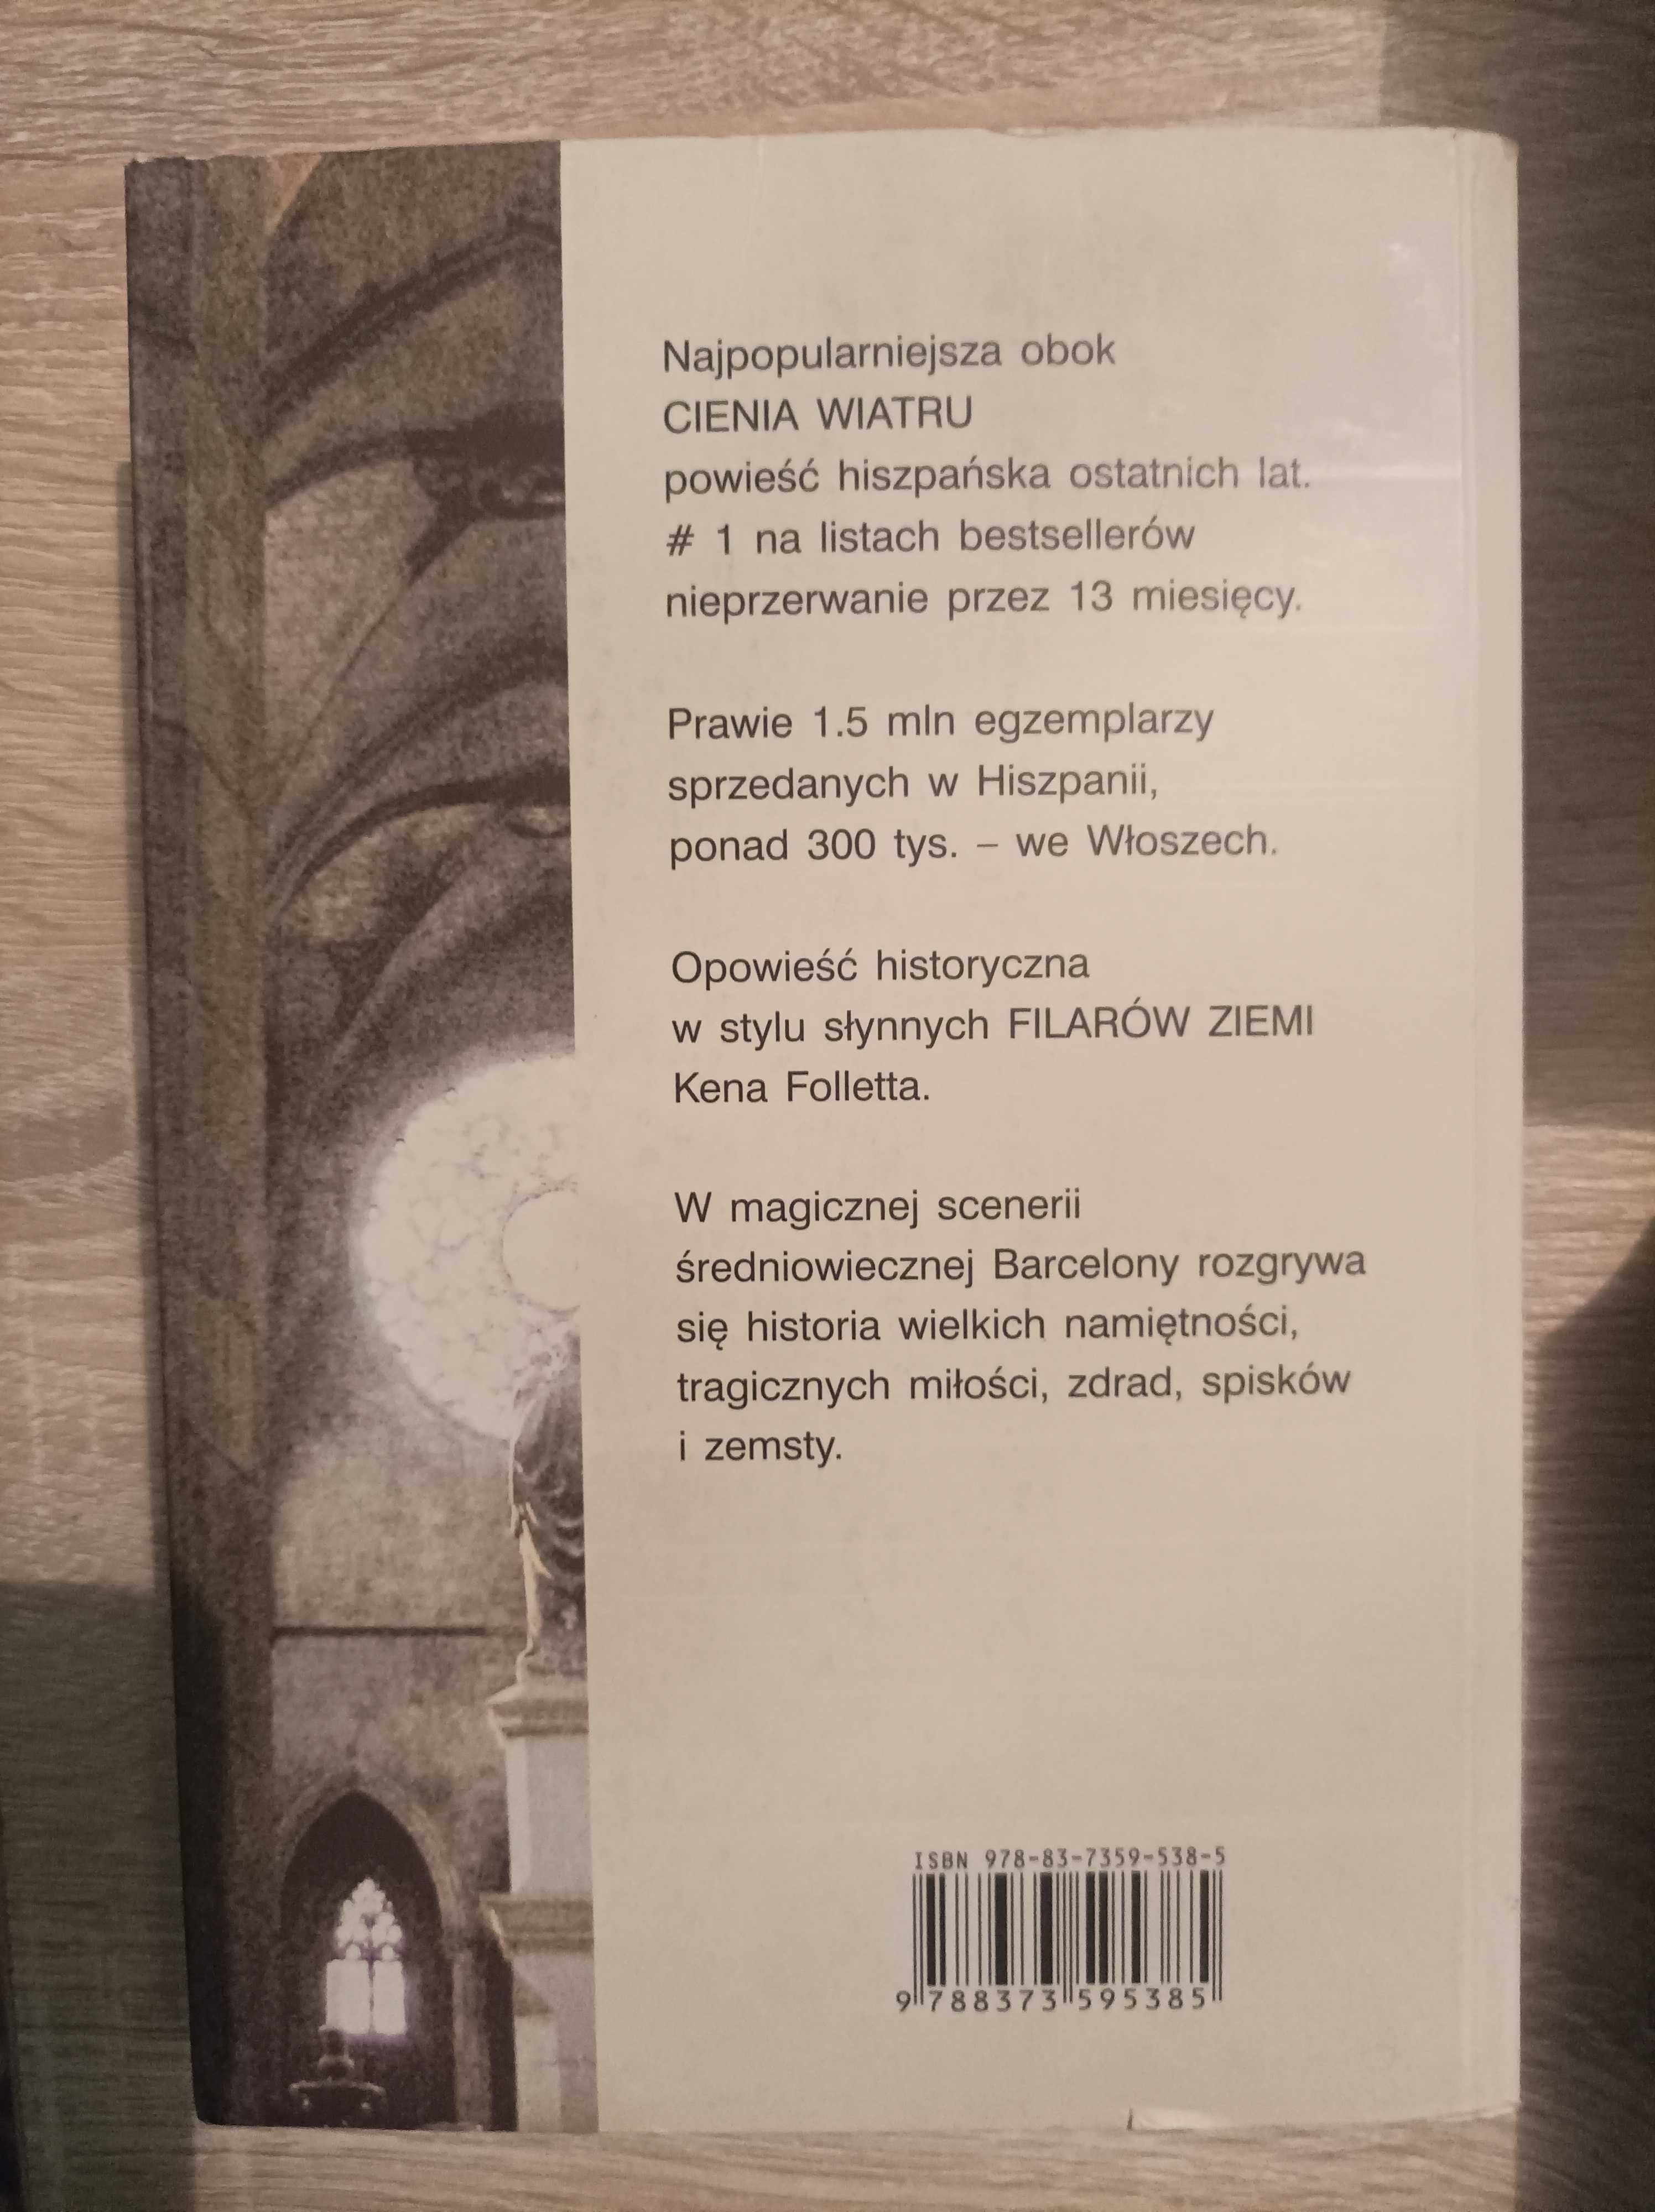 Najpopularniejsza obok
CIENIA WIATRU
powieść hiszpańska ostatnich lat.
# 1 na listach bestsellerów
nieprzerwanie przez 13 miesięcy.
Prawie 1.5 mln egzemplarzy
sprzedanych w Hiszpanii,
ponad 300 tys. – we Włoszech.
Opowieść historyczna
w stylu słynnych FILARÓW ZIEMI
Kena Folletta.
W magicznej scenerii
średniowiecznej Barcelony rozgrywa
się historia wielkich namiętności,
tragicznych miłości, zdrad, spisków
i zemsty.
ISBN 978-83-7359-538-5
9 788373 595385